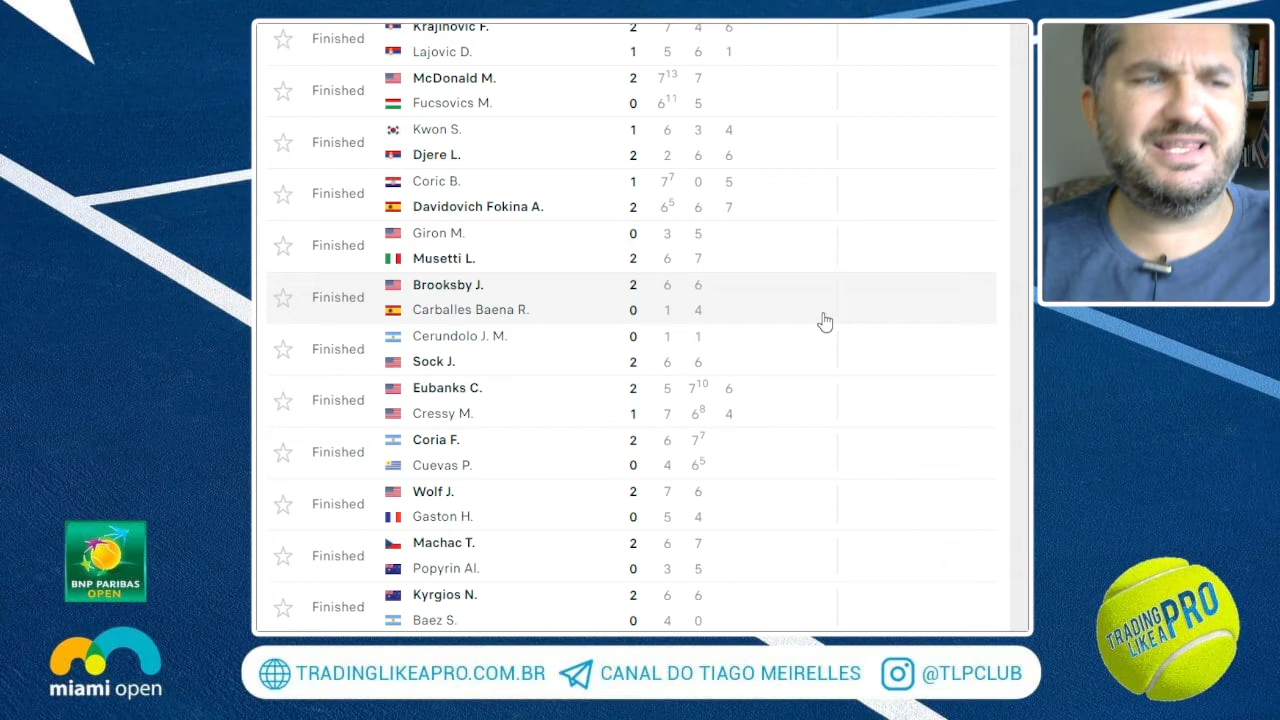 Krajinovic F. 2 7 4 6
Finished
Lajovic D. 1 5 6 1
McDonald M. 2 7¹³ 7
Finished
Fucsovics M. 0 6¹¹ 5
Kwon S. 1 6 3 4
Finished
Djere L. 2 2 6 6
Coric B. 1 7⁷ 0 5
Finished
Davidovich Fokina A. 2 6⁵ 6 7
Giron M. 0 3 5
Finished
Musetti L. 2 6 7
Brooksby J. 2 6 6
Finished
Carballes Baena R. 0 1 4
Cerundolo J. M. 0 1 1
Finished
Sock J. 2 6 6
Eubanks C. 2 5 7¹⁰ 6
Finished
Cressy M. 1 7 6⁸ 4
Coria F. 2 6 7⁷
Finished
Cuevas P. 0 4 6⁵
Wolf J. 2 7 6
Finished
Gaston H. 0 5 4
Machac T. 2 6 7
Finished
Popyrin Al. 0 3 5
Kyrgios N. 2 6 6
Finished
Baez S. 0 4 0
BNP PARIBAS
OPEN
miami open
TRADING
LIKE A
PRO
TRADINGLIKEAPRO.COM.BR CANAL DO TIAGO MEIRELLES @TLPCLUB